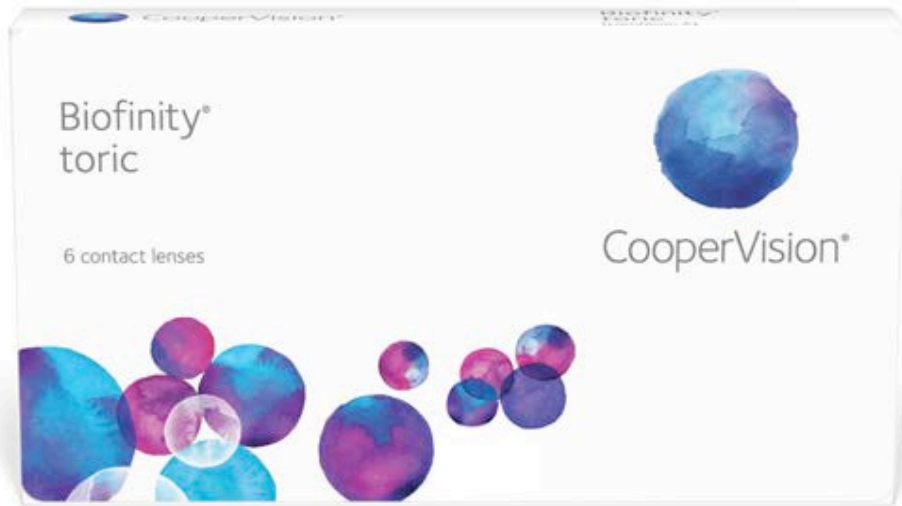 CooperVision®
Biofinity®
toric
Biofinity®
toric
6 contact lenses
CooperVision®